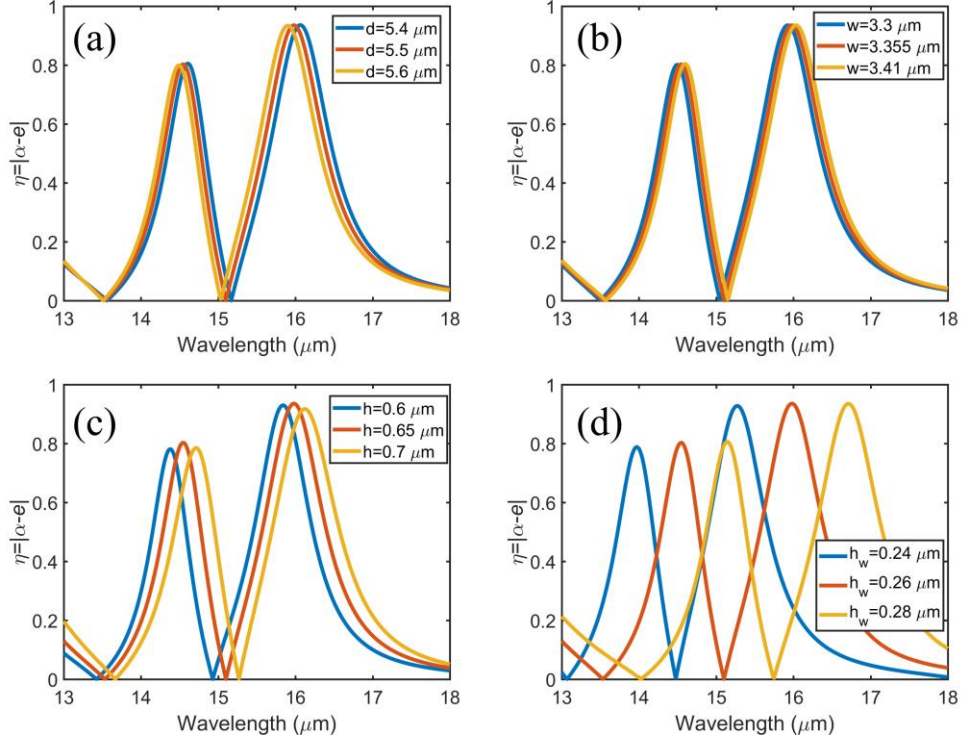 (a)
d=5.4 μm
d=5.5 μm
d=5.6 μm
1
0.8
0.6
0.4
0.2
0
η=|α-e|
13 14 15 16 17 18
Wavelength (μm)
(b)
w=3.3 μm
w=3.355 μm
w=3.41 μm
1
0.8
0.6
0.4
0.2
0
η=|α-e|
13 14 15 16 17 18
Wavelength (μm)
(c)
h=0.6 μm
h=0.65 μm
h=0.7 μm
1
0.8
0.6
0.4
0.2
0
η=|α-e|
13 14 15 16 17 18
Wavelength (μm)
(d)
h_w=0.24 μm
h_w=0.26 μm
h_w=0.28 μm
1
0.8
0.6
0.4
0.2
0
η=|α-e|
13 14 15 16 17 18
Wavelength (μm)